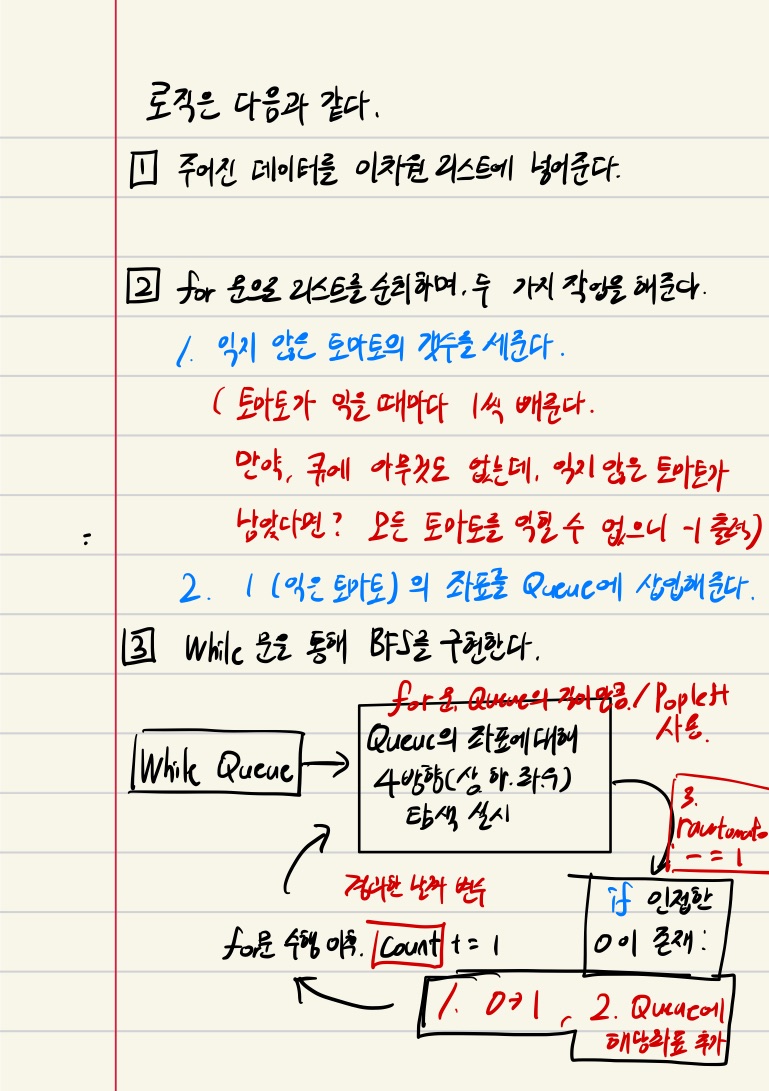 로직은 다음과 같다.
1 주어진 데이터를 이차원 리스트에 넣어준다.
2 for 문으로 리스트를 순회하며, 두 가지 작업을 해준다.
1. 익지 않은 토마토의 갯수를 세준다.
( 토마토가 익을 때마다 1씩 빼준다.
만약, 큐에 아무것도 없는데, 익지 않은 토마토가
남았다면? 모든 토마토를 익힐 수 없으니 -1 출력)
2. 1 (익은 토마토) 의 좌표를 Queue에 삽입해준다.
3 While 문을 통해 BFS를 구현한다.
for문, Queue의 길이만큼. / Popleft
사용.
While Queue
Queue의 좌표에 대해
4방향(상,하,좌,우)
탐색 실시
3.
rawtomato
- = 1
if 인접한
0 이 존재:
경과한 날짜 변수
for문 수행 이후, count += 1
1. 0→1, 2. Queue에
해당좌표 추가